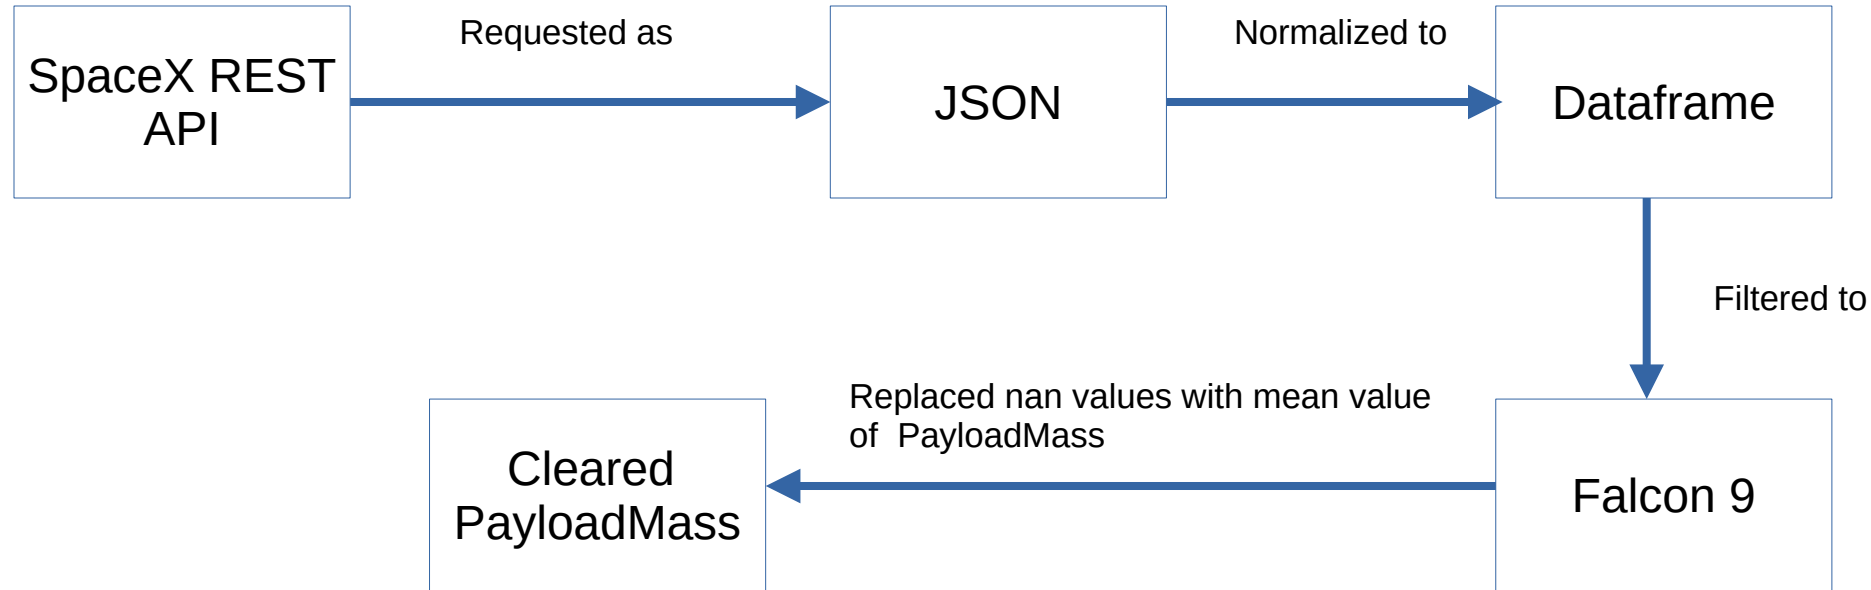 Requested as
Normalized to
SpaceX REST
API
JSON
Dataframe
Filtered to
Replaced nan values with mean value
of  PayloadMass
Cleared
PayloadMass
Falcon 9